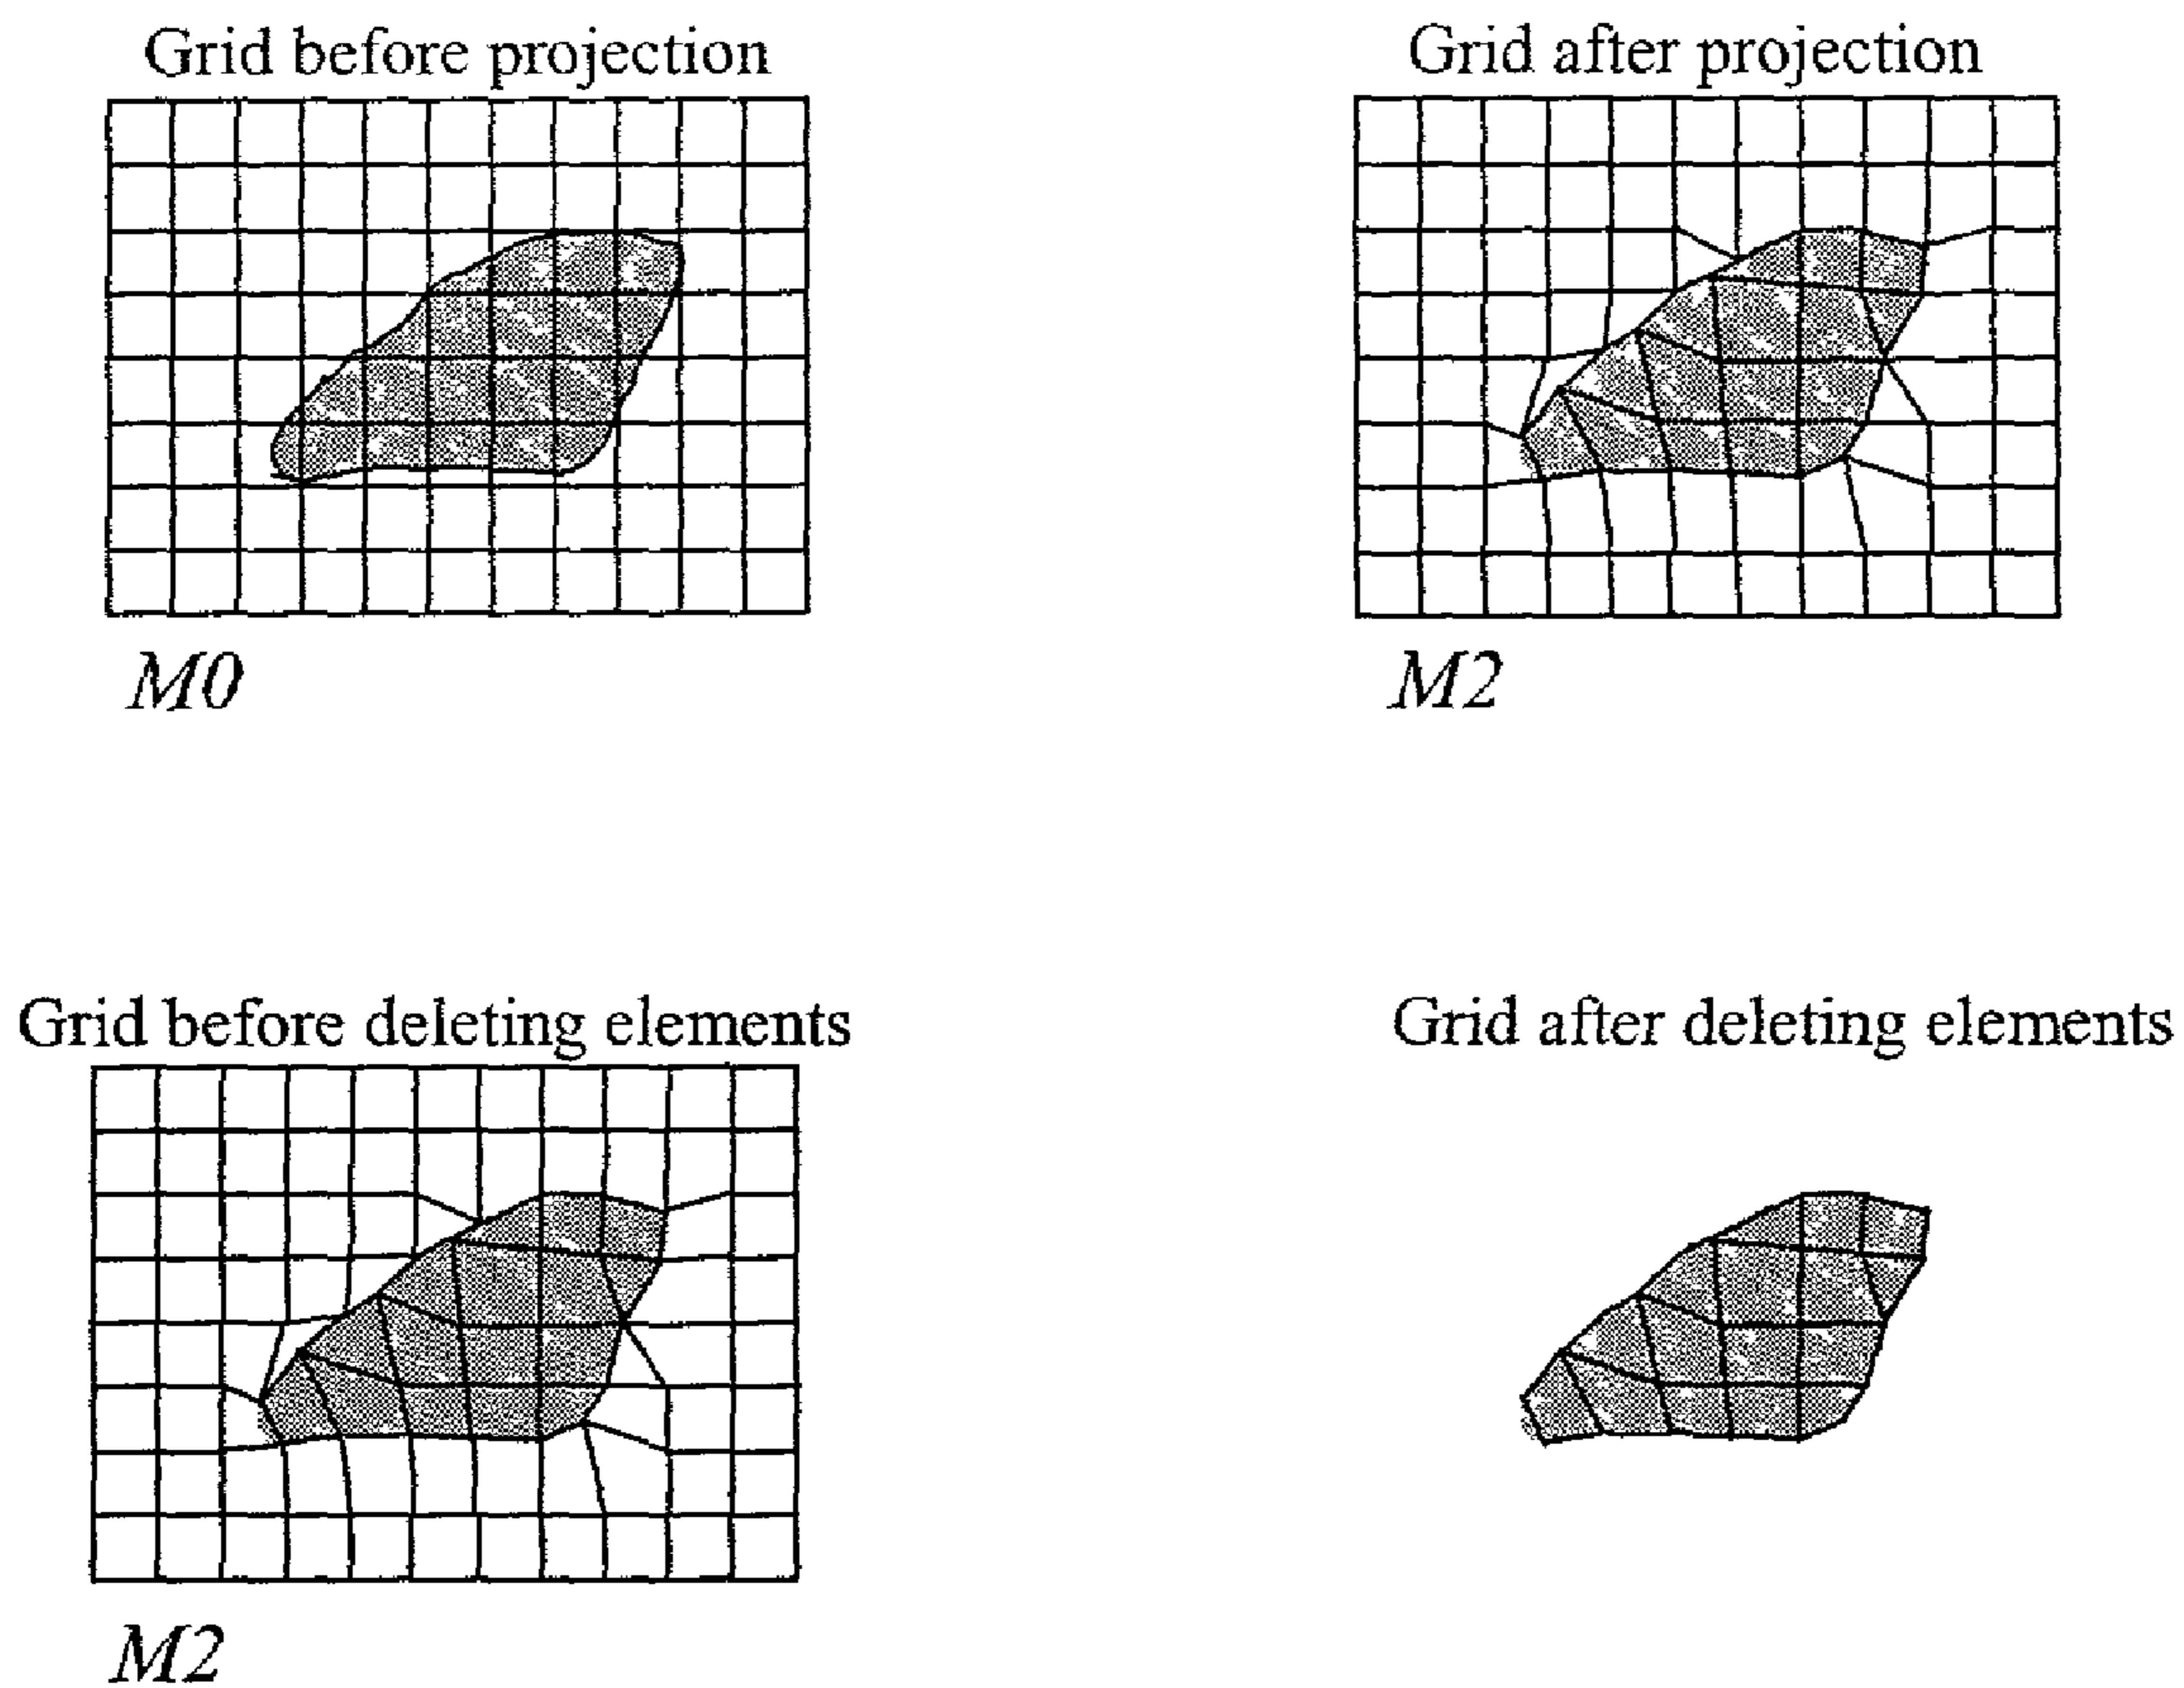 Grid before projection
Grid after projection
M0
M2
Grid before deleting elements
Grid after deleting elements
M2